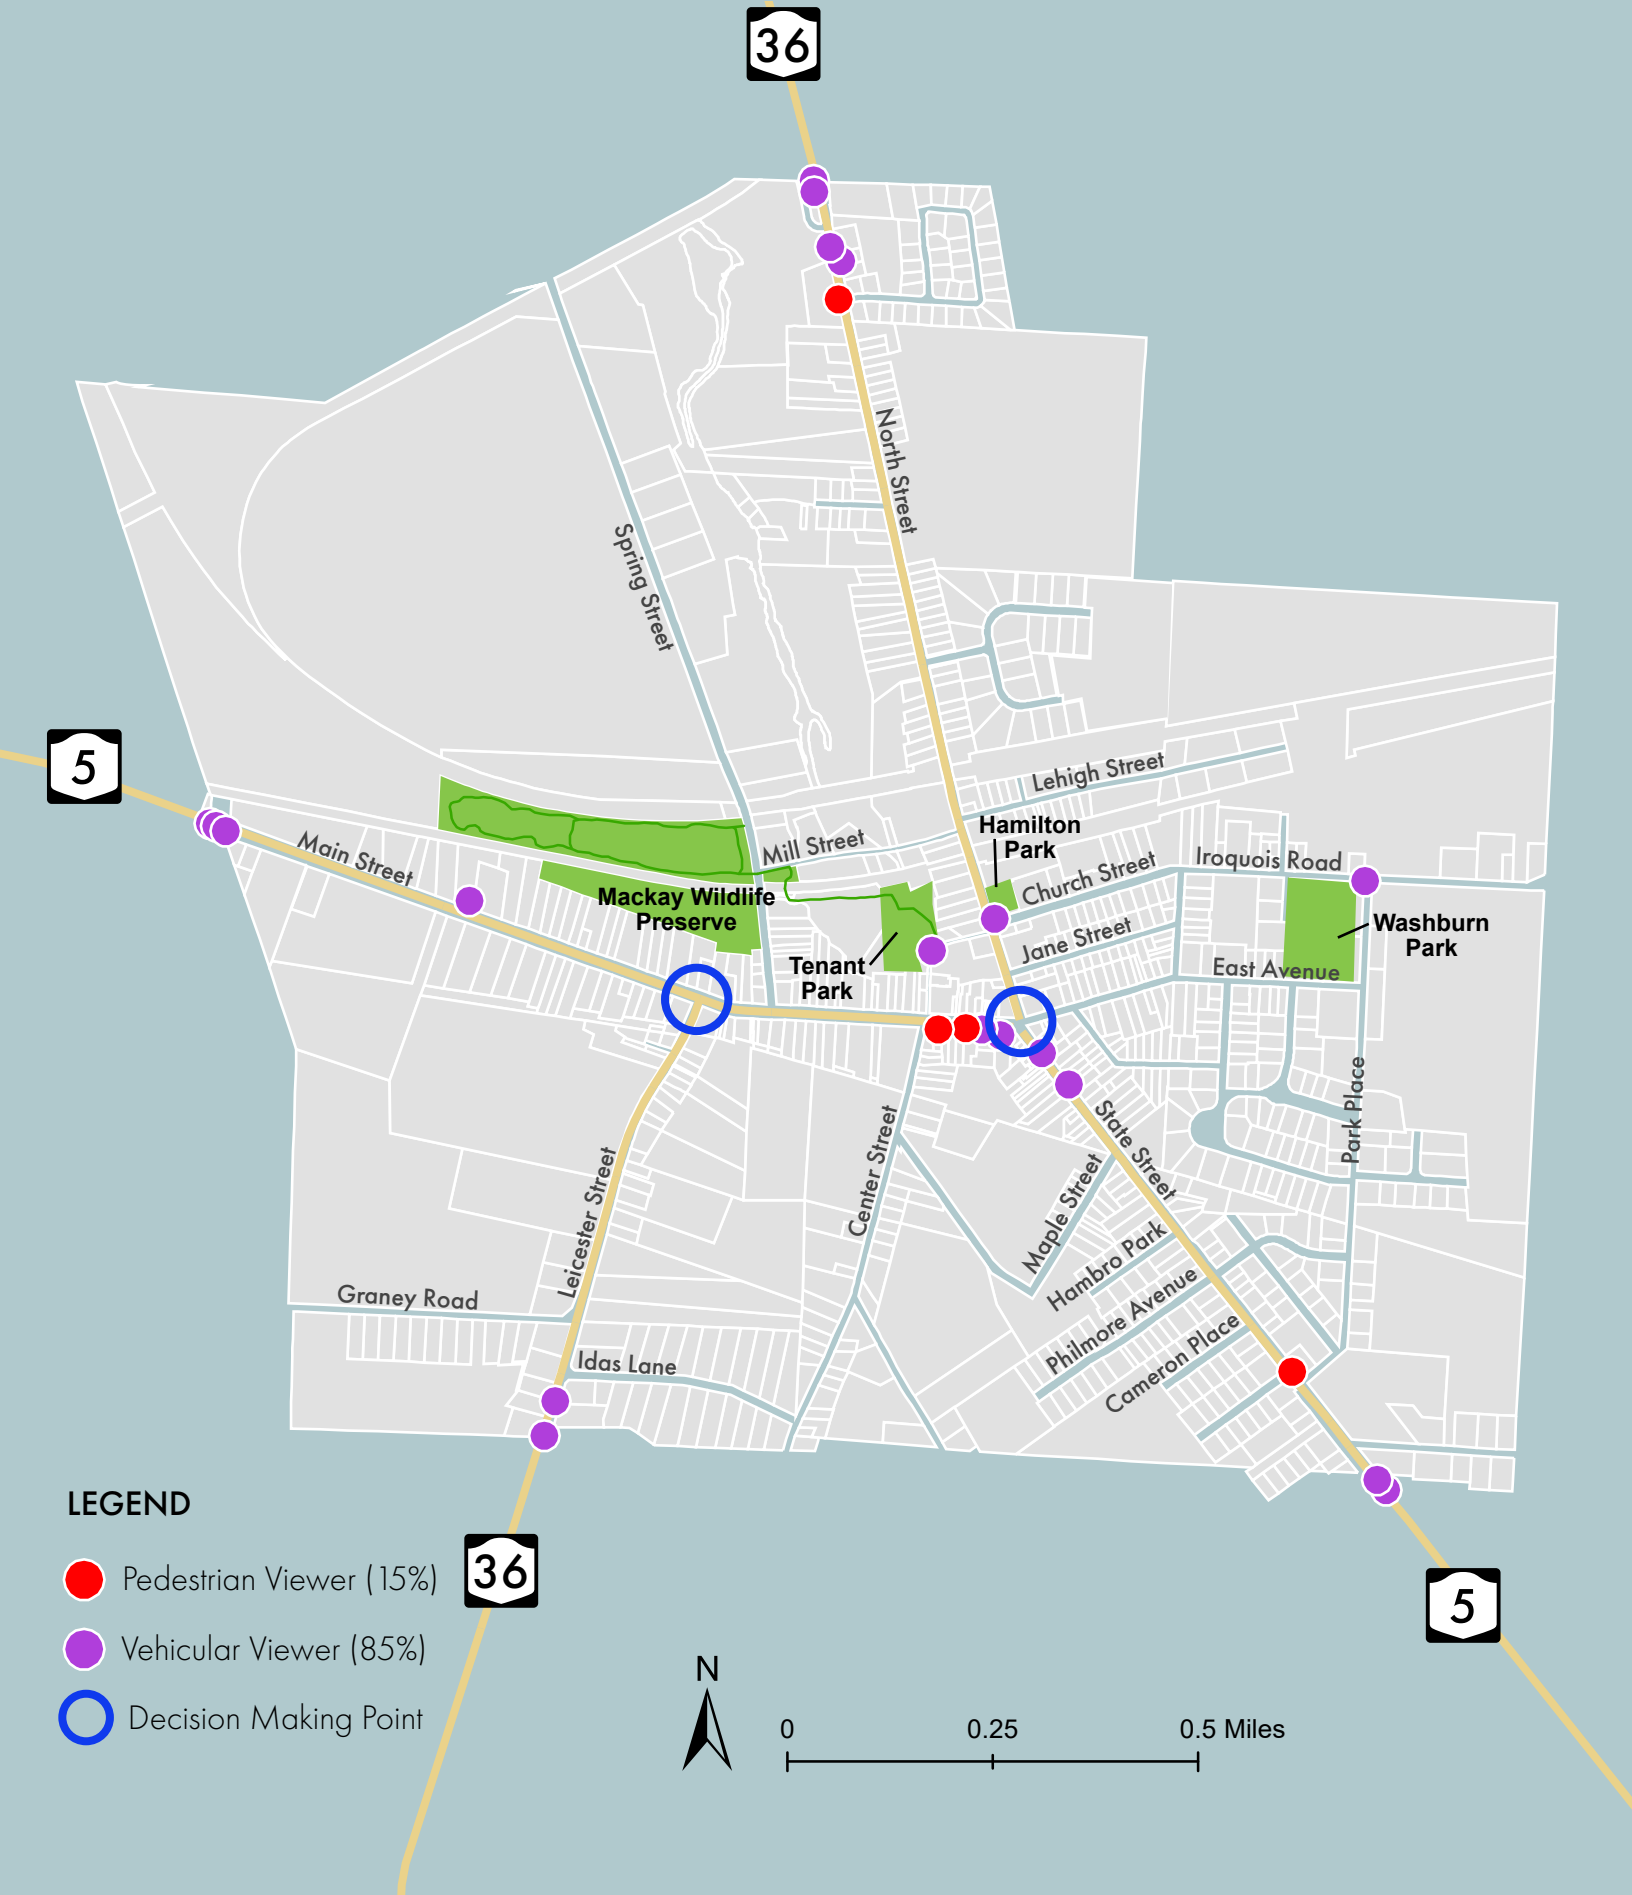 36
North Street
Spring Street
5
Lehigh Street
Hamilton
Park
Main Street
Mill Street
Church Street
Iroquois Road
Mackay Wildlife
Preserve
Washburn
Park
Jane Street
Tenant
Park
East Avenue
Park Place
State Street
Center Street
Leicester Street
Maple Street
Hambro Park
Philmore Avenue
Cameron Place
Graney Road
Idas Lane
LEGEND
Pedestrian Viewer (15%)
Vehicular Viewer (85%)
Decision Making Point
36
5
N
0 0.25 0.5 Miles